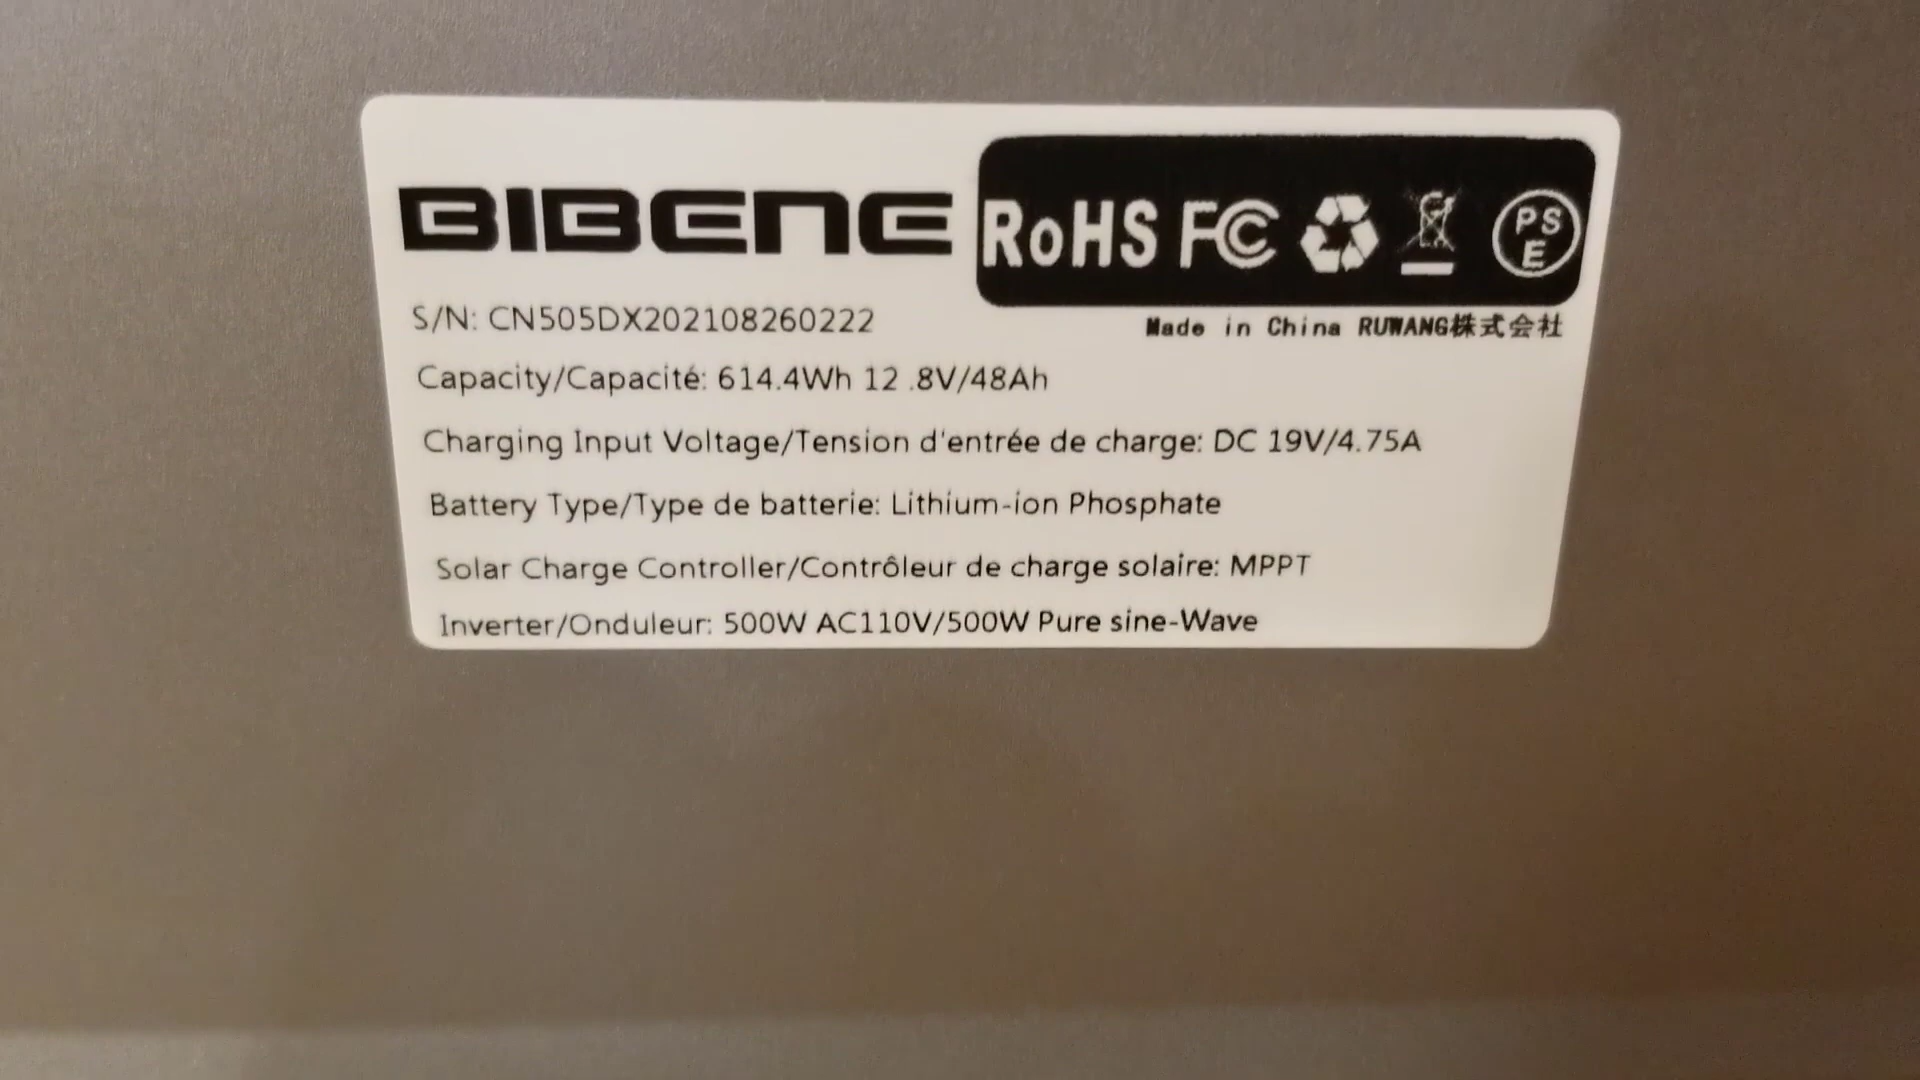 BIBENE
RoHS FC PS E
S/N: CN505DX202108260222
Made in China RUWANG株式会社
Capacity/Capacité: 614.4Wh 12 .8V/48Ah
Charging Input Voltage/Tension d'entrée de charge: DC 19V/4.75A
Battery Type/Type de batterie: Lithium-ion Phosphate
Solar Charge Controller/Contrôleur de charge solaire: MPPT
Inverter/Onduleur: 500W AC110V/500W Pure sine-Wave